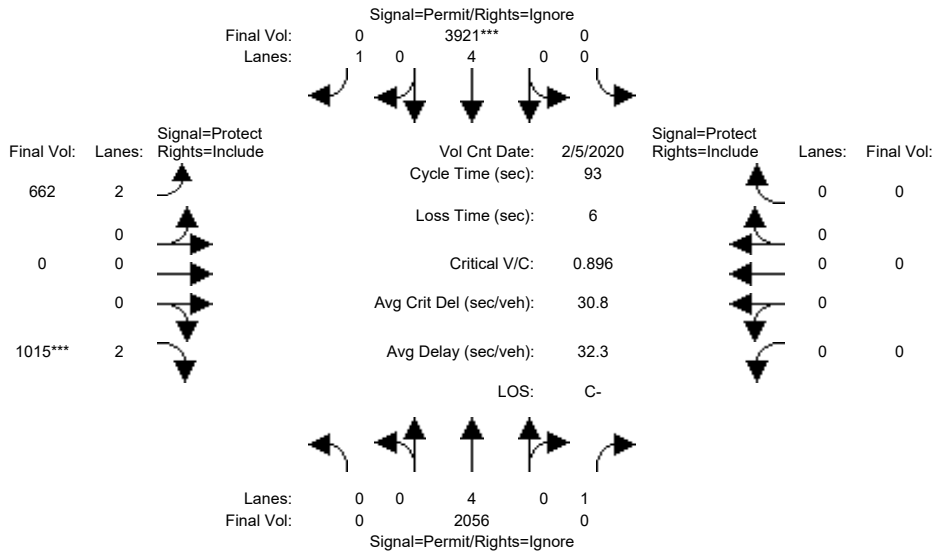 Signal=Permit/Rights=Ignore
Final Vol: 0 3921*** 0
Lanes: 1 0 4 0 0
Signal=Protect Signal=Protect
Final Vol: Lanes: Rights=Include Vol Cnt Date: 2/5/2020 Rights=Include Lanes: Final Vol:
Cycle Time (sec): 93
662 2 0 0
Loss Time (sec): 6
0 0
0 0 Critical V/C: 0.896 0 0
0 Avg Crit Del (sec/veh): 30.8 0
1015*** 2 Avg Delay (sec/veh): 32.3 0 0
LOS: C-
Lanes: 0 0 4 0 1
Final Vol: 0 2056 0
Signal=Permit/Rights=Ignore